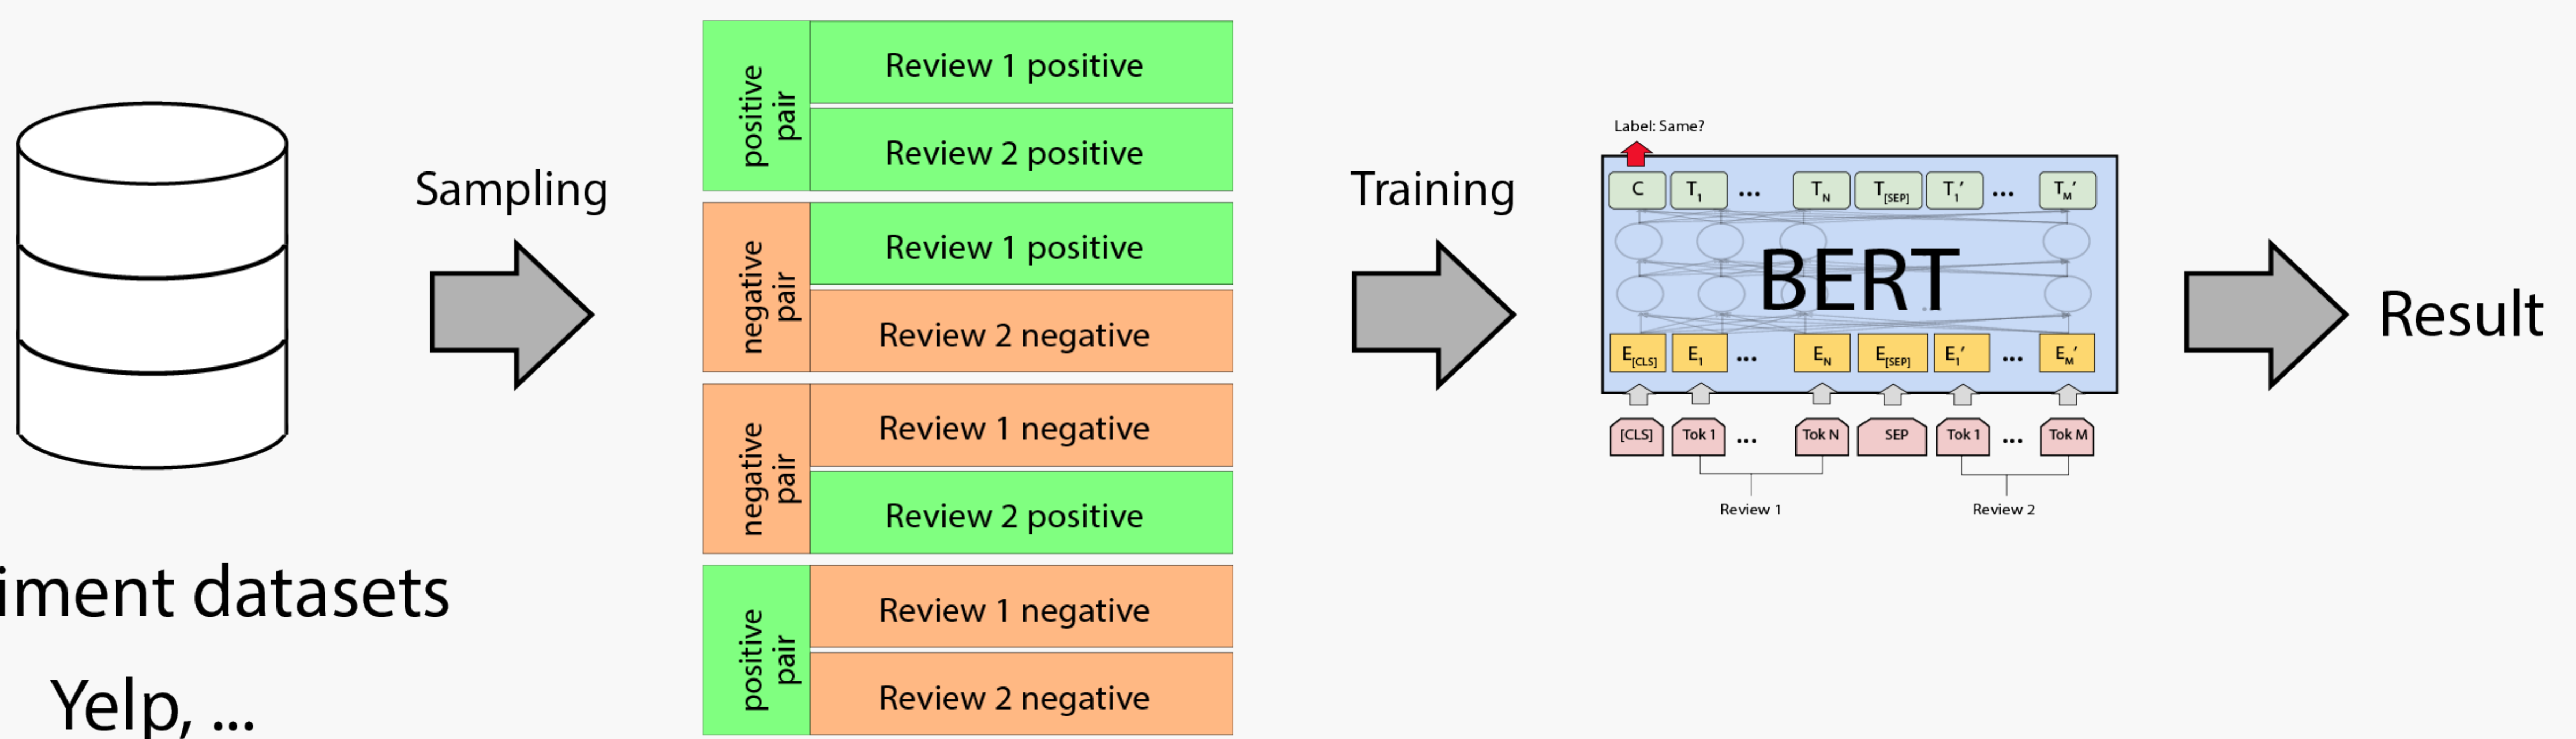 iment datasets
Yelp, ...
Sampling
positive
pair
Review 1 positive
Review 2 positive
negative
pair
Review 1 positive
Review 2 negative
negative
pair
Review 1 negative
Review 2 positive
positive
pair
Review 1 negative
Review 2 negative
Training
Label: Same?
C T1 ... TN T[SEP] T1′ ... TM′
BERT
E[CLS] E1 ... EN E[SEP] E1′ ... EM′
[CLS] Tok 1 ... Tok N SEP Tok 1 ... Tok M
Review 1 Review 2
Result